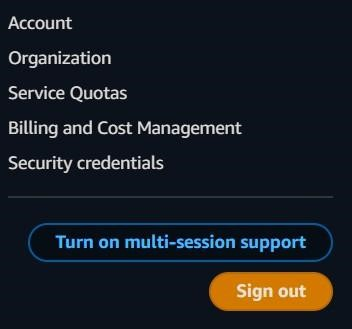 Account
Organization
Service Quotas
Billing and Cost Management
Security credentials
Turn on multi-session support
Sign out